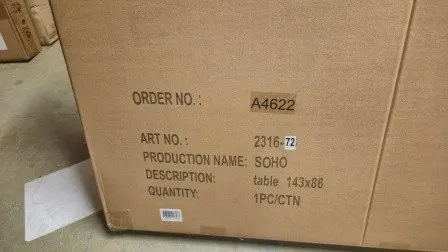 ORDER NO.: A4622
ART NO.: 2316-72
PRODUCTION NAME: SOHO
DESCRIPTION: table 143x86
QUANTITY: 1PC/CTN